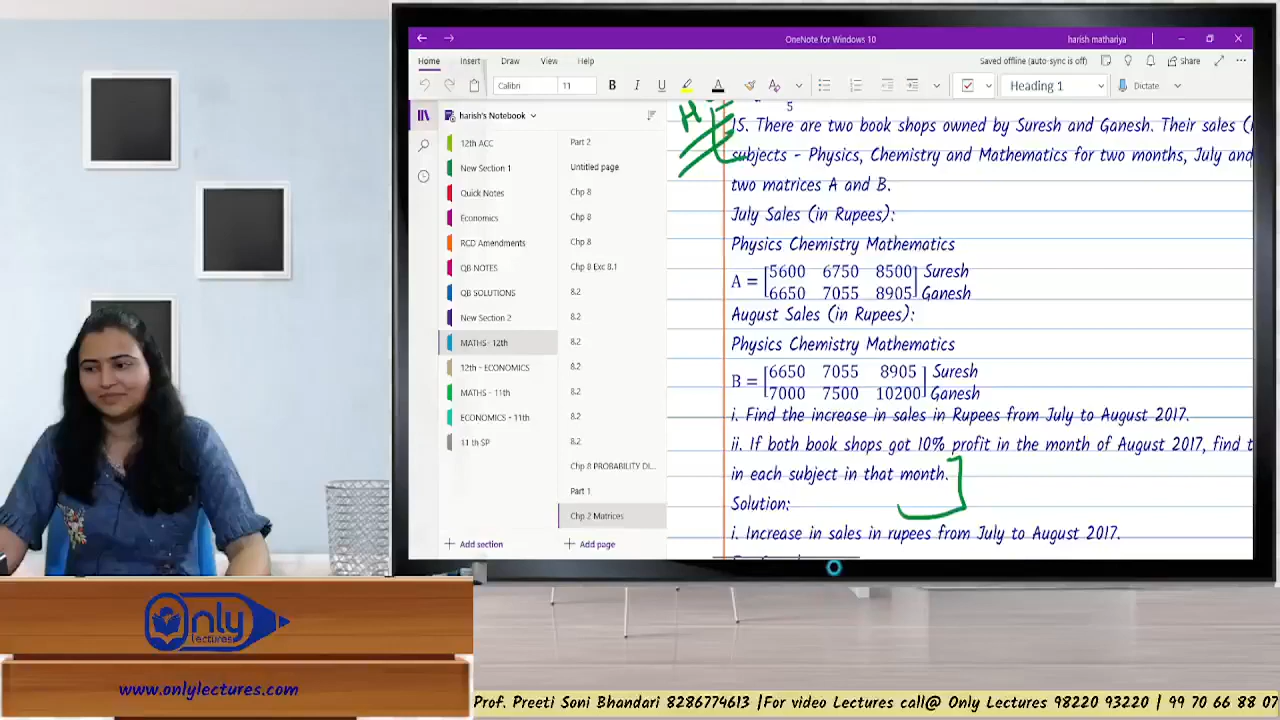 OneNote for Windows 10
harish mathariya
Home Insert Draw View Help
Saved offline (auto-sync is off)
Share
Calibri 11 B I U A
Heading 1
Dictate
harish's Notebook
12th ACC
New Section 1
Quick Notes
Economics
RCD Amendments
QB NOTES
QB SOLUTIONS
New Section 2
MATHS- 12th
12th - ECONOMICS
MATHS - 11th
ECONOMICS - 11th
11 th SP
Add section
Part 2
Untitled page
Chp 8
Chp 8
Chp 8
Chp 8 Exc 8.1
8.2
8.2
8.2
8.2
8.2
8.2
8.2
Chp 8 PROBABILITY DI...
Part 1
Chp 2 Matrices
Add page
5
15. There are two book shops owned by Suresh and Ganesh. Their sales (
subjects - Physics, Chemistry and Mathematics for two months, July and
two matrices A and B.
July Sales (in Rupees):
Physics Chemistry Mathematics
A = [5600 6750 8500] Suresh
6650 7055 8905 Ganesh
August Sales (in Rupees):
Physics Chemistry Mathematics
B = [6650 7055 8905] Suresh
7000 7500 10200 Ganesh
i. Find the increase in sales in Rupees from July to August 2017.
ii. If both book shops got 10% profit in the month of August 2017, find t
in each subject in that month.
Solution:
i. Increase in sales in rupees from July to August 2017.
Only
lectures
www.onlylectures.com
Prof. Preeti Soni Bhandari 8286774613 |For video Lectures call@ Only Lectures 98220 93220 | 99 70 66 88 07